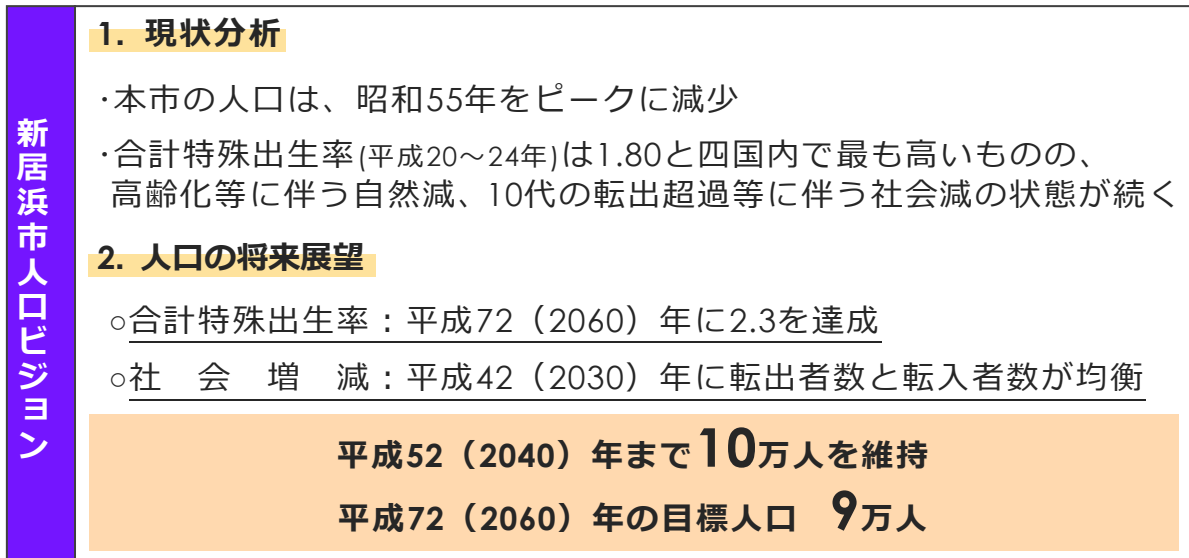 新居浜市人口ビジョン
1. 現状分析
・本市の人口は、昭和55年をピークに減少
・合計特殊出生率(平成20～24年)は1.80と四国内で最も高いものの、
高齢化等に伴う自然減、10代の転出超過等に伴う社会減の状態が続く
2. 人口の将来展望
○合計特殊出生率：平成72（2060）年に2.3を達成
○社　会　増　減：平成42（2030）年に転出者数と転入者数が均衡
平成52（2040）年まで10万人を維持
平成72（2060）年の目標人口　9万人